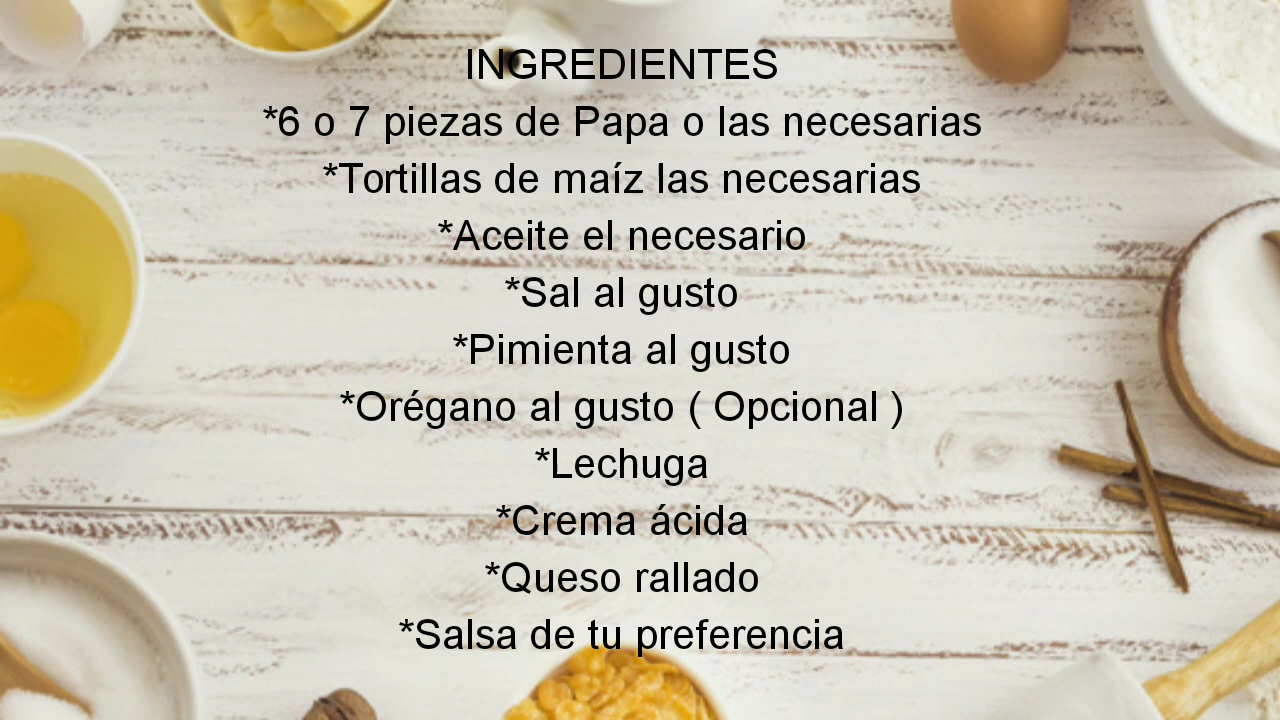 INGREDIENTES
*6 o 7 piezas de Papa o las necesarias
*Tortillas de maíz las necesarias
*Aceite el necesario
*Sal al gusto
*Pimienta al gusto
*Orégano al gusto ( Opcional )
*Lechuga
*Crema ácida
*Queso rallado
*Salsa de tu preferencia